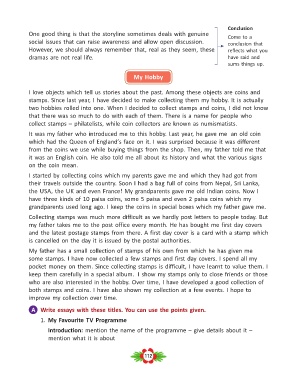 Conclusion
Come to a
conclusion that
reflects what you
have said and
sums things up.
One good thing is that the storyline sometimes deals with genuine
social issues that can raise awareness and allow open discussion.
However, we should always remember that, real as they seem, these
dramas are not real life.
My Hobby
I love objects which tell us stories about the past. Among these objects are coins and
stamps. Since last year, I have decided to make collecting them my hobby. It is actually
two hobbies rolled into one. When I decided to collect stamps and coins, I did not know
that there was so much to do with each of them. There is a name for people who
collect stamps – philatelists, while coin collectors are known as numismatists.
It was my father who introduced me to this hobby. Last year, he gave me an old coin
which had the Queen of England's face on it. I was surprised because it was different
from the coins we use while buying things from the shop. Then, my father told me that
it was an English coin. He also told me all about its history and what the various signs
on the coin mean.
I started by collecting coins which my parents gave me and which they had got from
their travels outside the country. Soon I had a bag full of coins from Nepal, Sri Lanka,
the USA, the UK and even France! My grandparents gave me old Indian coins. Now I
have three kinds of 10 paisa coins, some 5 paisa and even 2 paisa coins which my
grandparents used long ago. I keep the coins in special boxes which my father gave me.
Collecting stamps was much more difficult as we hardly post letters to people today. But
my father takes me to the post office every month. He has bought me first day covers
and the latest postage stamps from there. A first day cover is a card with a stamp which
is cancelled on the day it is issued by the postal authorities.
My father has a small collection of stamps of his own from which he has given me
some stamps. I have now collected a few stamps and first day covers. I spend all my
pocket money on them. Since collecting stamps is difficult, I have learnt to value them. I
keep them carefully in a special album. I show my stamps only to close friends or those
who are also interested in the hobby. Over time, I have developed a good collection of
both stamps and coins. I have also shown my collection at a few events. I hope to
improve my collection over time.
A Write essays with these titles. You can use the points given.
1. My Favourite TV Programme
Introduction: mention the name of the programme – give details about it –
mention what it is about
112